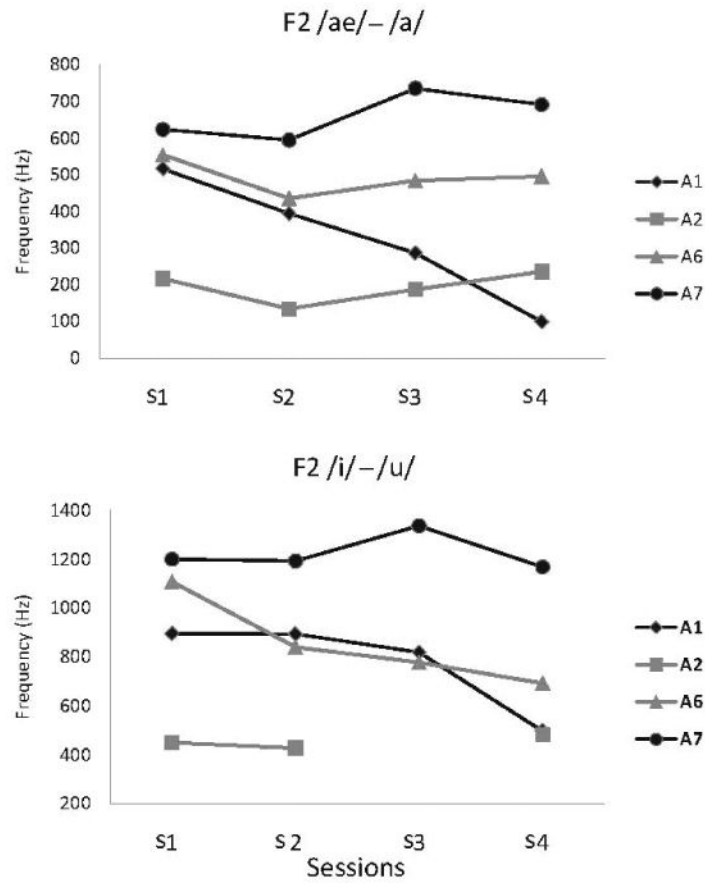 F2 /ae/–/a/
800
700
600
500
400
300
200
100
0
Frequency (Hz)
S1 S2 S3 S4
A1
A2
A6
A7
F2 /i/–/u/
1400
1200
1000
800
600
400
200
Frequency (Hz)
S1 S2 S3 S4
Sessions
A1
A2
A6
A7